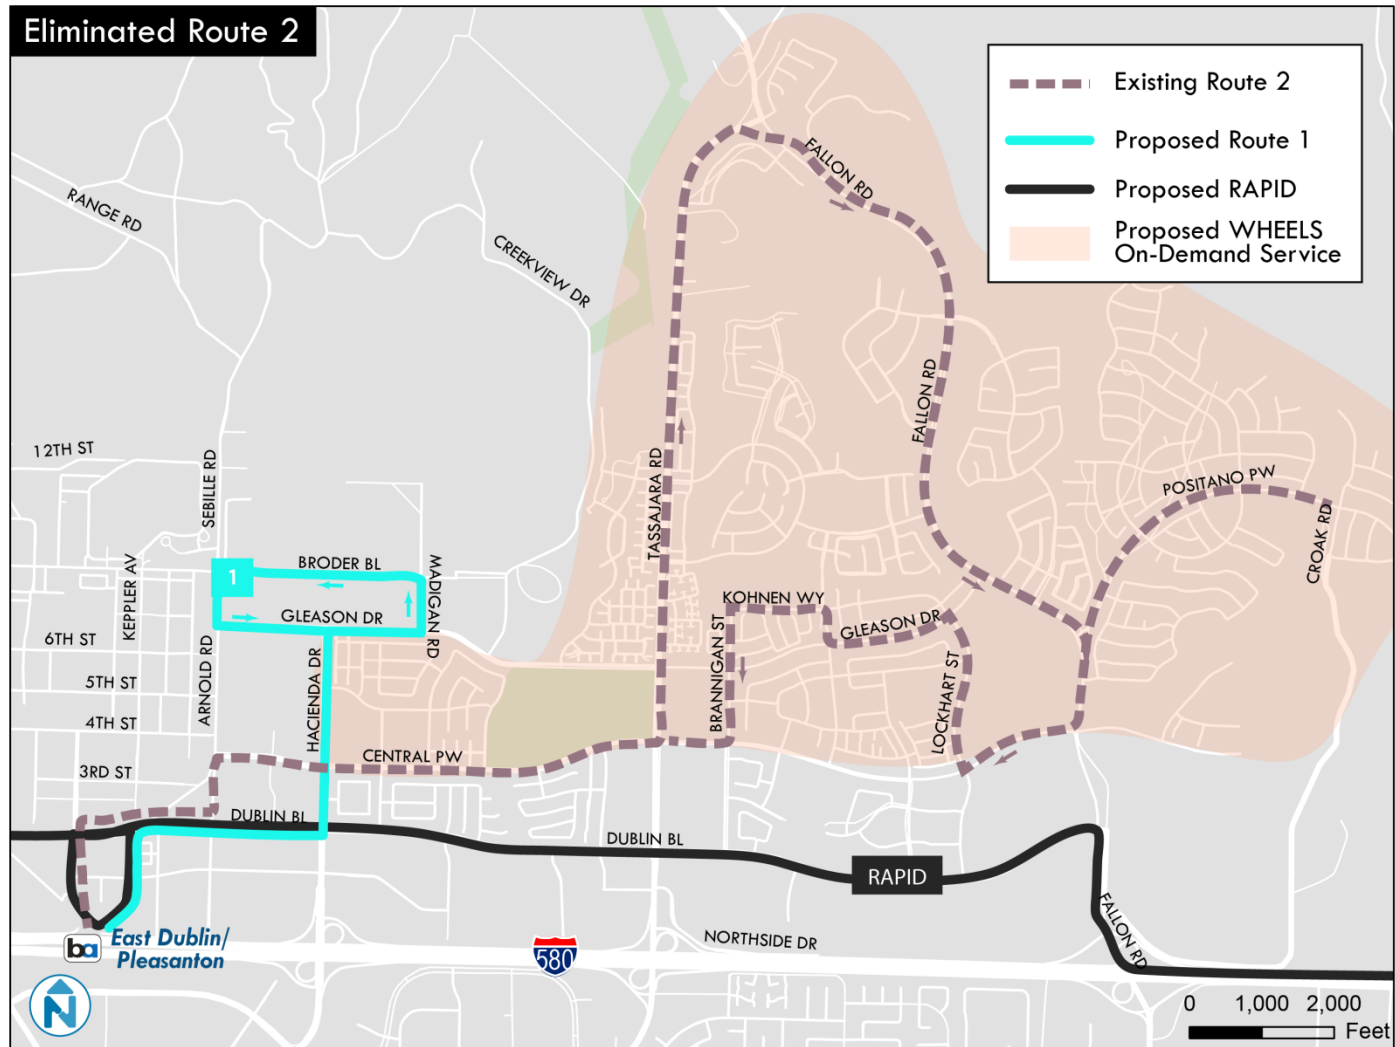 Eliminated Route 2
Existing Route 2
Proposed Route 1
Proposed RAPID
Proposed WHEELS
On-Demand Service
RANGE RD
CREEKVIEW DR
FALLON RD
FALLON RD
12TH ST
SEBILLE RD
TASSAJARA RD
POSITANO PW
CROAK RD
KEPPLER AV
1
BRODER BL
MADIGAN RD
GLEASON DR
KOHNEN WY
GLEASON DR
6TH ST
ARNOLD RD
HACIENDA DR
BRANNIGAN ST
LOCKHART ST
5TH ST
4TH ST
CENTRAL PW
3RD ST
DUBLIN BL
DUBLIN BL
RAPID
FALLON RD
ba
East Dublin/
Pleasanton
580
NORTHSIDE DR
N
0 1,000 2,000
Feet